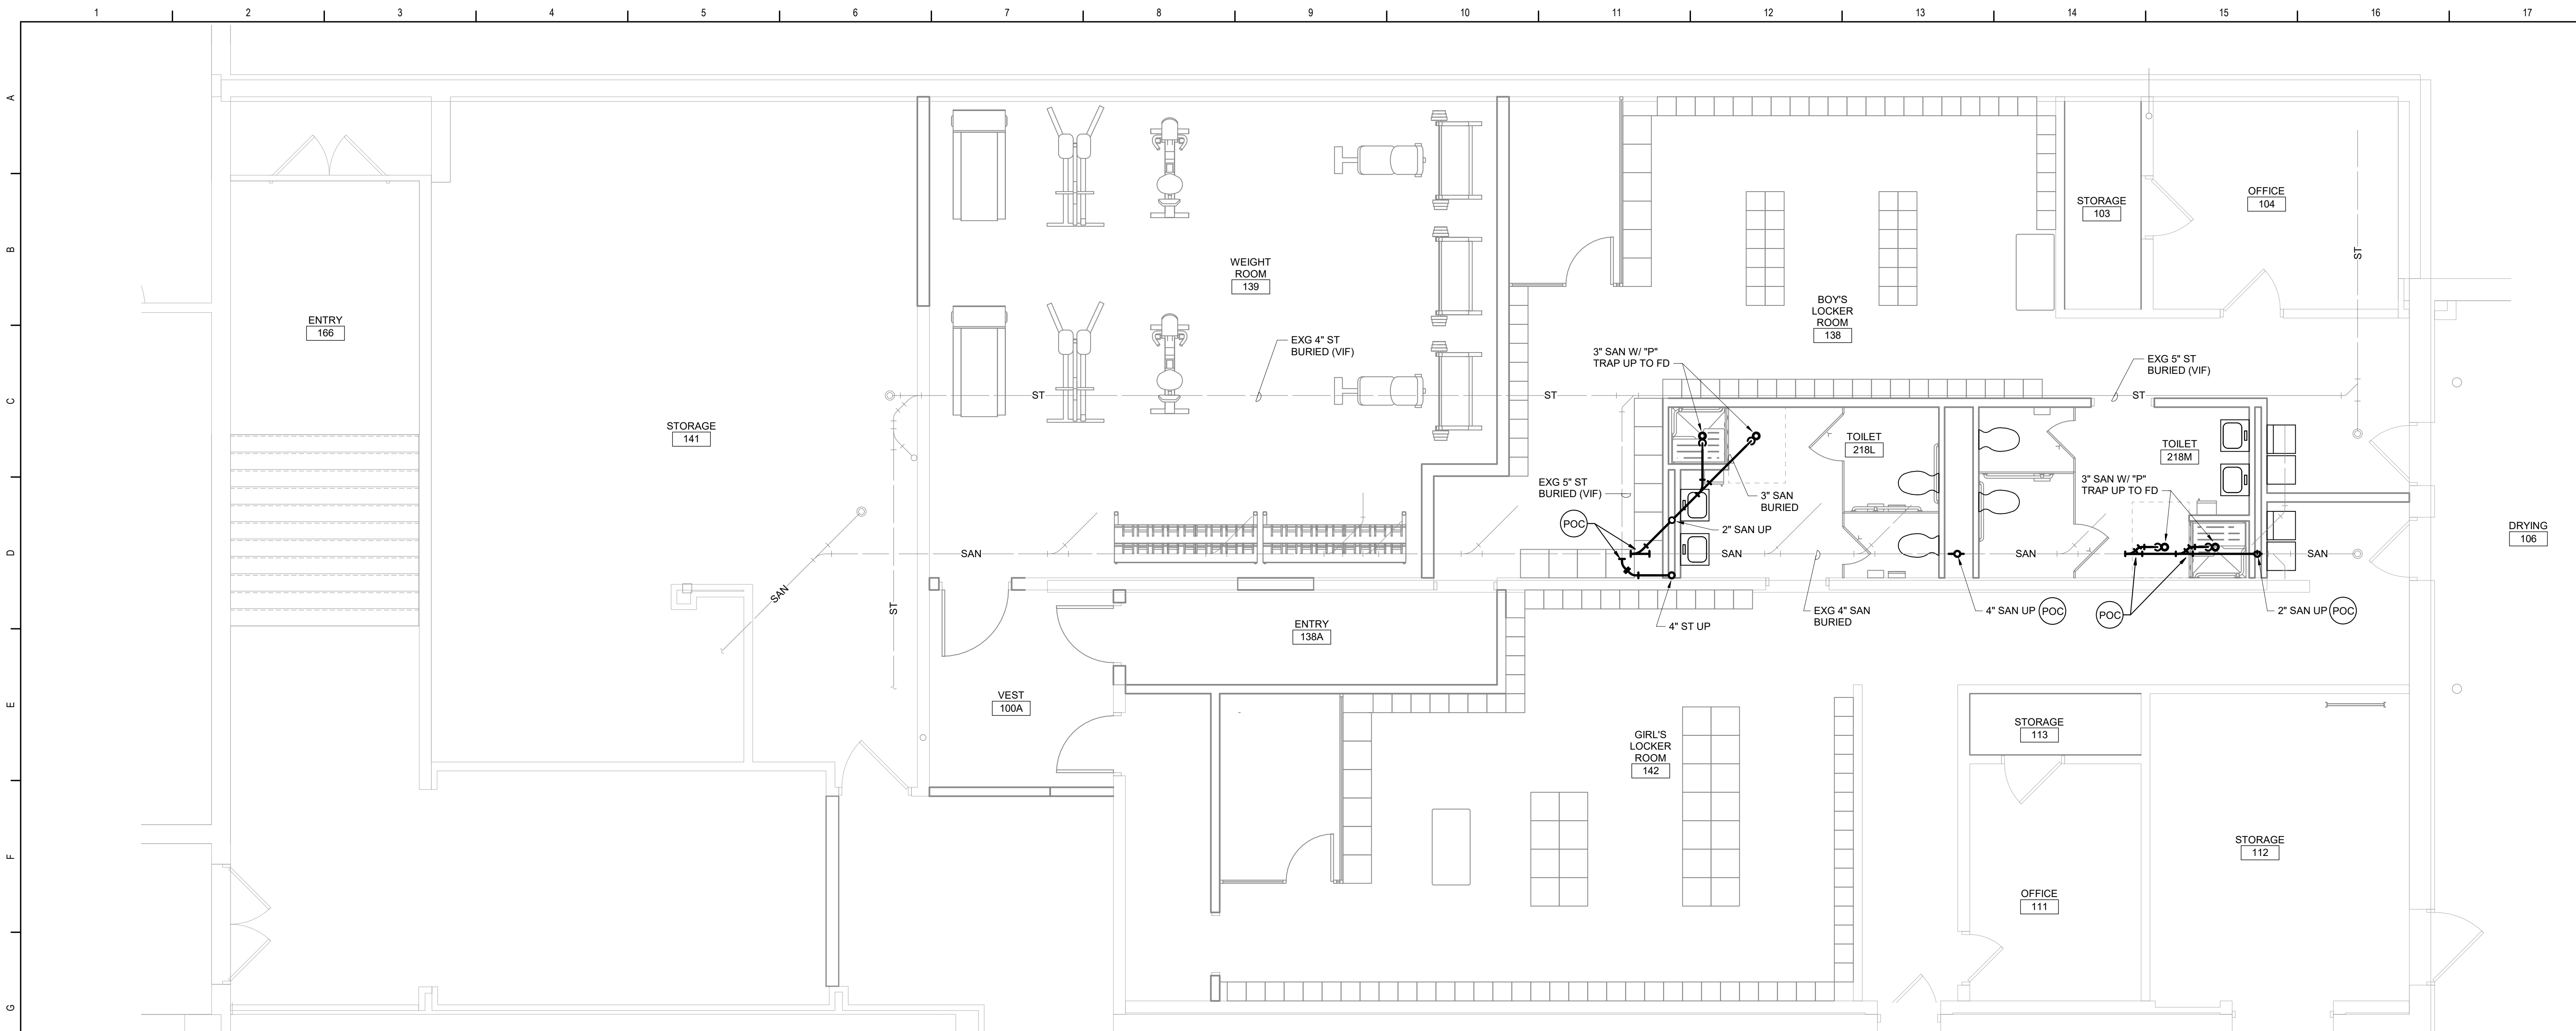 1 2 3 4 5 6 7 8 9 10 11 12 13 14 15 16 17
A
B
C
D
E
F
G
ENTRY
166
STORAGE
141
WEIGHT
ROOM
139
EXG 4" ST
BURIED (VIF)
ST
ST
ST
SAN
SAN
VEST
100A
ENTRY
138A
BOY'S
LOCKER
ROOM
138
3" SAN W/ "P"
TRAP UP TO FD
EXG 5" ST
BURIED (VIF)
POC
3" SAN
BURIED
2" SAN UP
4" ST UP
SAN
EXG 4" SAN
BURIED
TOILET
218L
STORAGE
103
OFFICE
104
ST
EXG 5" ST
BURIED (VIF)
ST
TOILET
218M
3" SAN W/ "P"
TRAP UP TO FD
SAN
SAN
4" SAN UP POC
POC
2" SAN UP POC
DRYING
106
GIRL'S
LOCKER
ROOM
142
STORAGE
113
OFFICE
111
STORAGE
112